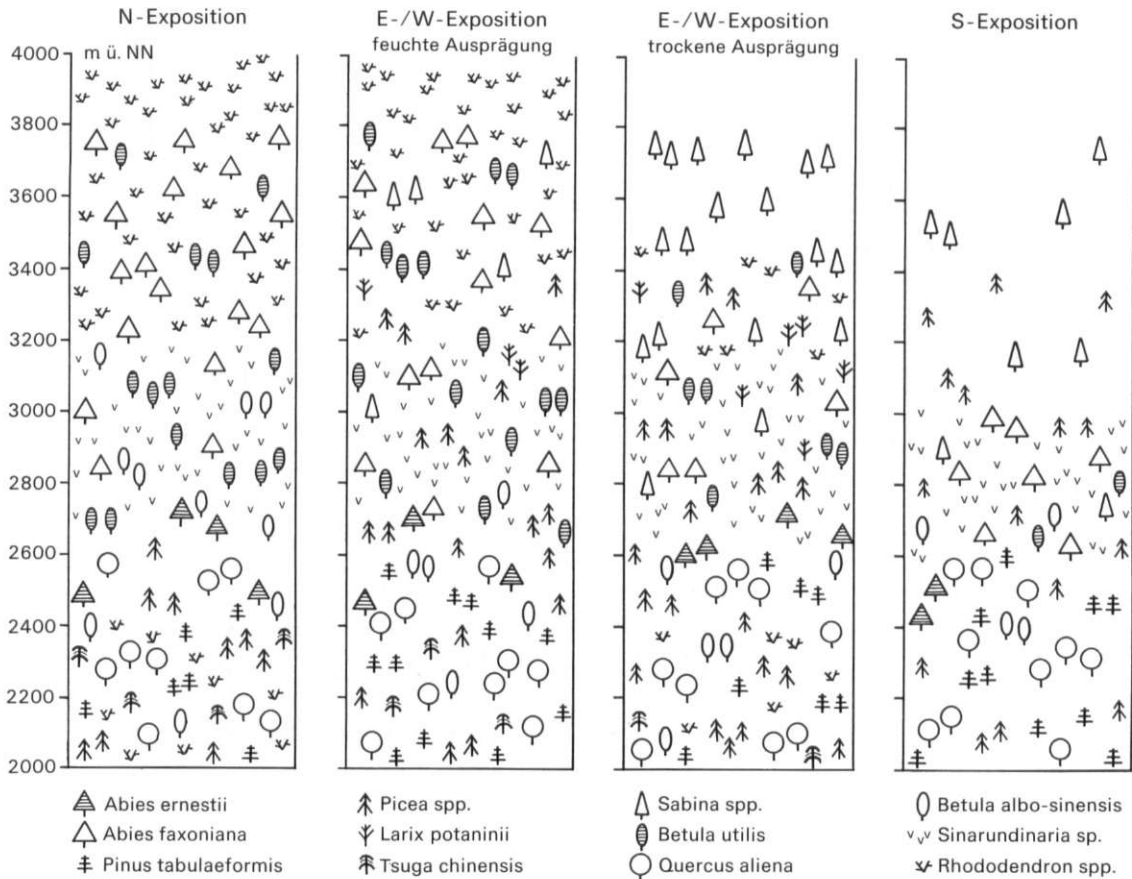 N-Exposition
E-/W-Exposition
feuchte Ausprägung
E-/W-Exposition
trockene Ausprägung
S-Exposition
4000
m ü. NN
3800
3600
3400
3200
3000
2800
2600
2400
2200
2000
Abies ernestii
Picea spp.
Sabina spp.
Betula albo-sinensis
Abies faxoniana
Larix potaninii
Betula utilis
Sinarundinaria sp.
Pinus tabulaeformis
Tsuga chinensis
Quercus aliena
Rhododendron spp.